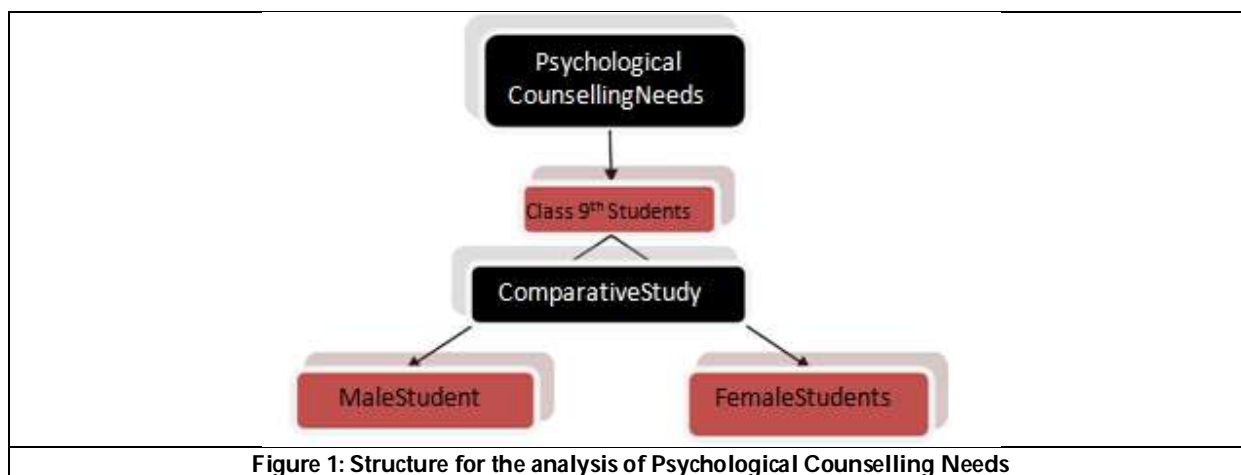 Psychological
CounsellingNeeds
Class 9th Students
ComparativeStudy
MaleStudent
FemaleStudents
Figure 1: Structure for the analysis of Psychological Counselling Needs